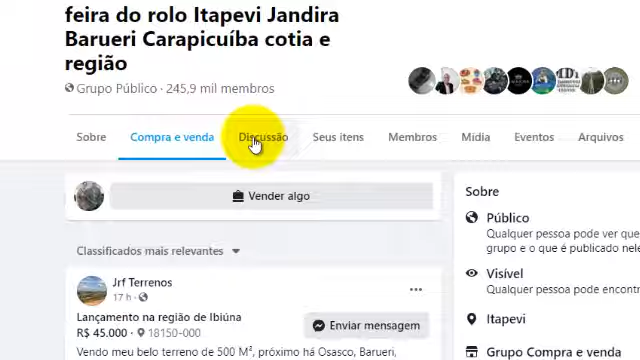 feira do rolo Itapevi Jandira
Barueri Carapicuíba cotia e
região
Grupo Público · 245,9 mil membros
Sobre Compra e venda Discussão Seus itens Membros Mídia Eventos Arquivos
Vender algo
Classificados mais relevantes
Jrf Terrenos
17 h ·
Lançamento na região de Ibiúna
R$ 45.000 · 18150-000
Enviar mensagem
Vendo meu belo terreno de 500 M², próximo há Osasco, Barueri,
Sobre
Público
Qualquer pessoa pode ver que
grupo e o que é publicado nele
Visível
Qualquer pessoa pode encont
Itapevi
Grupo Compra e venda